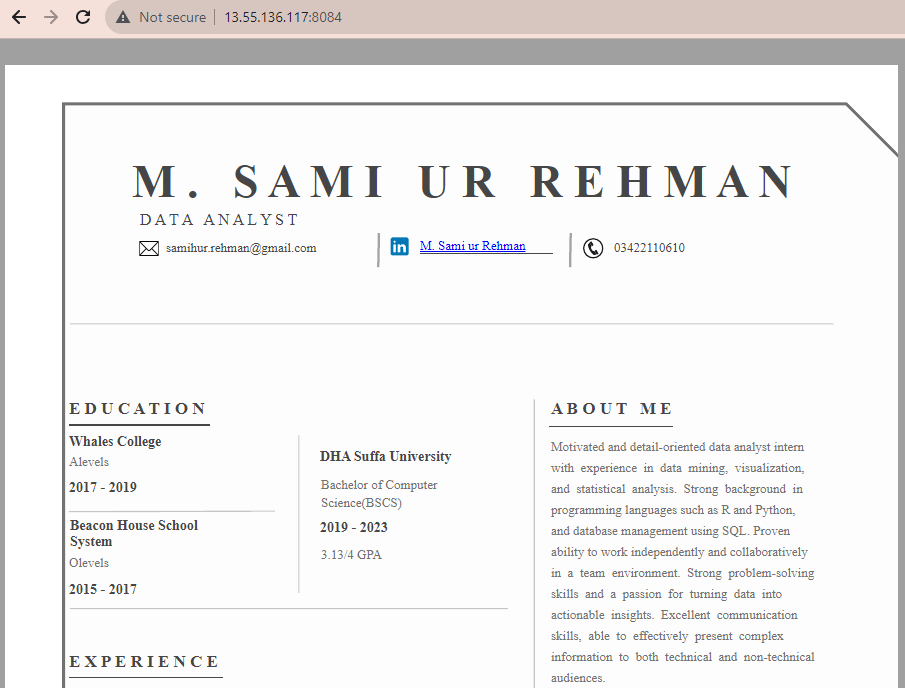 Not secure 13.55.136.117:8084
M. SAMI UR REHMAN
DATA ANALYST
samihur.rehman@gmail.com
M. Sami ur Rehman
03422110610
EDUCATION
Whales College
Alevels
2017 - 2019
Beacon House School
System
Olevels
2015 - 2017
DHA Suffa University
Bachelor of Computer
Science(BSCS)
2019 - 2023
3.13/4 GPA
EXPERIENCE
ABOUT ME
Motivated and detail-oriented data analyst intern
with experience in data mining, visualization,
and statistical analysis. Strong background in
programming languages such as R and Python,
and database management using SQL. Proven
ability to work independently and collaboratively
in a team environment. Strong problem-solving
skills and a passion for turning data into
actionable insights. Excellent communication
skills, able to effectively present complex
information to both technical and non-technical
audiences.